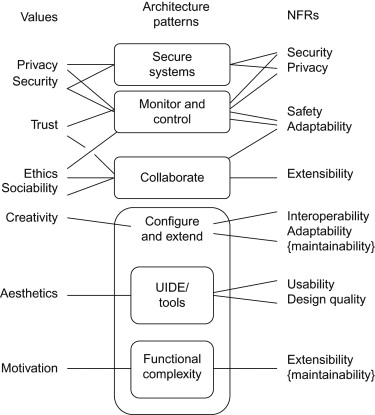 Values
Architecture
patterns
NFRs
Privacy
Security
Trust
Ethics
Sociability
Creativity
Aesthetics
Motivation
Secure
systems
Monitor and
control
Collaborate
Configure
and extend
UIDE/
tools
Functional
complexity
Security
Privacy
Safety
Adaptability
Extensibility
Interoperability
Adaptability
{maintainability}
Usability
Design quality
Extensibility
{maintainability}